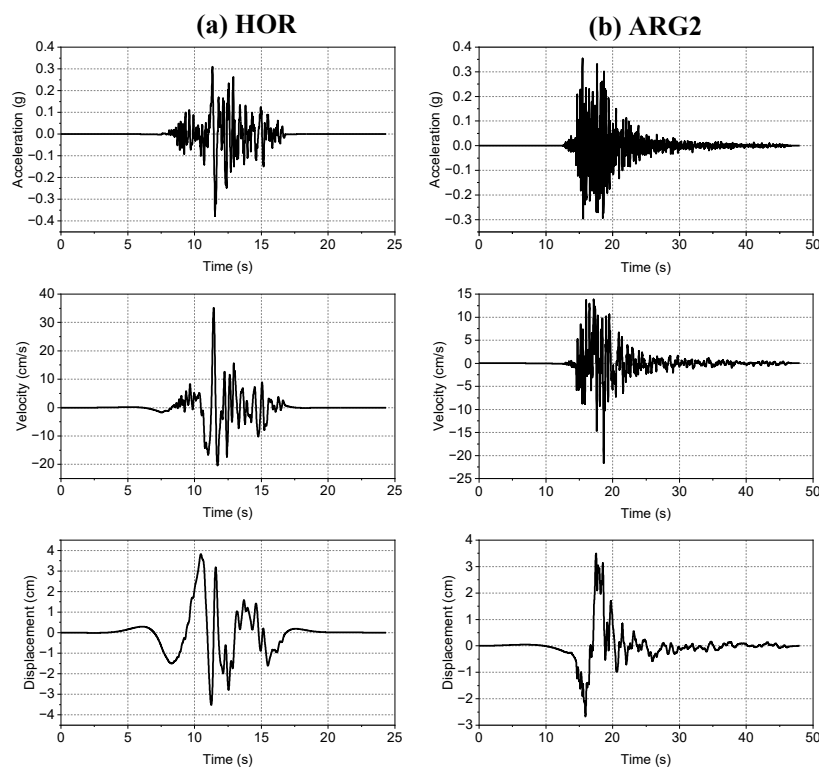 (a) HOR
(b) ARG2
0.4
0.3
0.2
0.1
0.0
−0.1
−0.2
−0.3
−0.4
Acceleration (g)
0 5 10 15 20 25
Time (s)
0.4
0.3
0.2
0.1
0.0
−0.1
−0.2
−0.3
Acceleration (g)
0 10 20 30 40 50
Time (s)
40
30
20
10
0
−10
−20
Velocity (cm/s)
0 5 10 15 20 25
Time (s)
15
10
5
0
−5
−10
−15
−20
−25
Velocity (cm/s)
0 10 20 30 40 50
Time (s)
4
3
2
1
0
−1
−2
−3
−4
Displacement (cm)
0 5 10 15 20 25
Time (s)
4
3
2
1
0
−1
−2
−3
Displacement (cm)
0 10 20 30 40 50
Time (s)